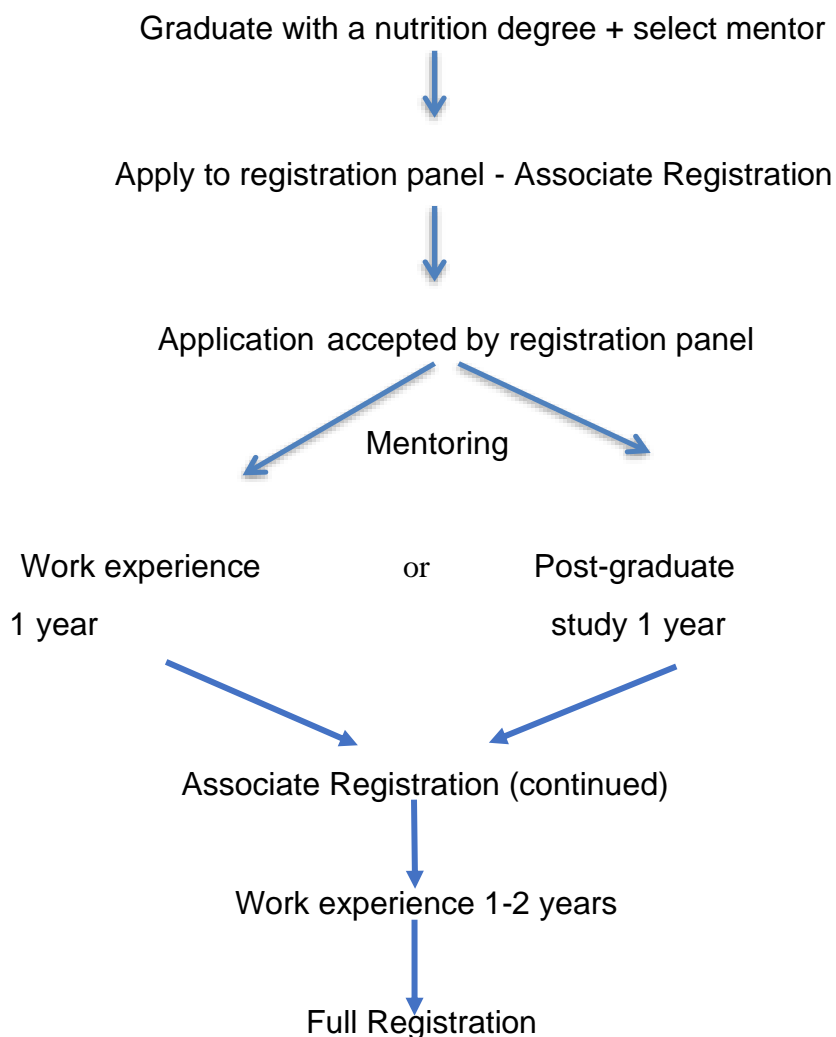 Graduate with a nutrition degree + select mentor
Apply to registration panel - Associate Registration
Application accepted by registration panel
Mentoring
Work experience or Post-graduate
1 year study 1 year
Associate Registration (continued)
Work experience 1-2 years
Full Registration